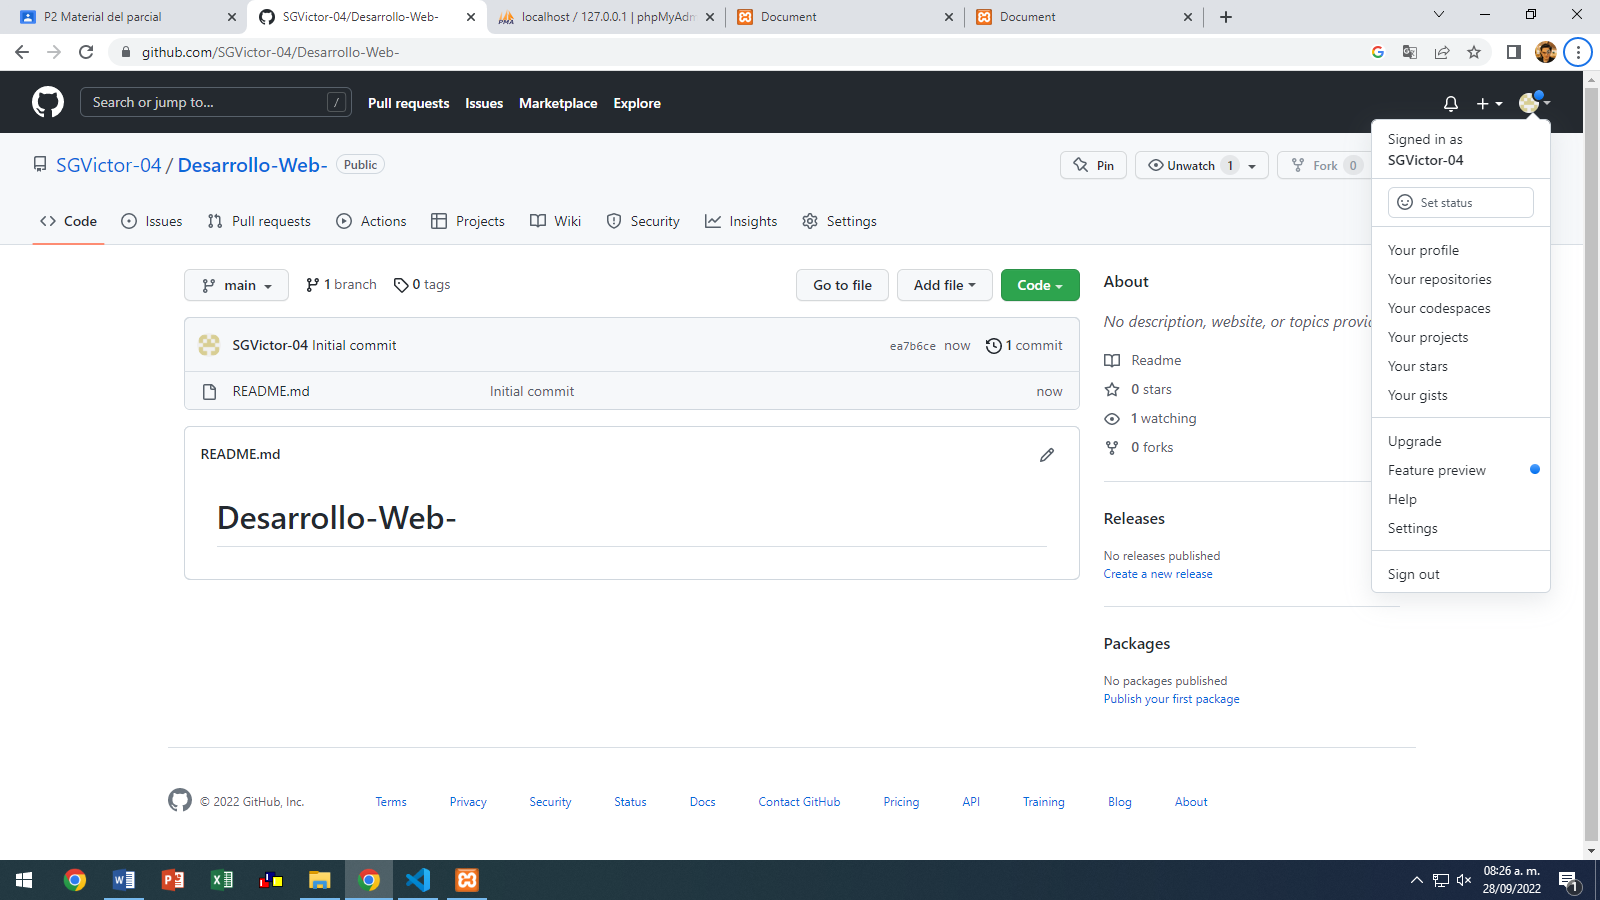 P2 Material del parcial
SGVictor-04/Desarrollo-Web-
localhost / 127.0.0.1 | phpMyAdm
Document
Document
github.com/SGVictor-04/Desarrollo-Web-
Search or jump to...
/
Pull requests
Issues
Marketplace
Explore
SGVictor-04 / Desarrollo-Web-
Public
Pin
Unwatch 1
Fork 0
Code
Issues
Pull requests
Actions
Projects
Wiki
Security
Insights
Settings
main
1 branch
0 tags
Go to file
Add file
Code
SGVictor-04 Initial commit
ea7b6ce now
1 commit
README.md
Initial commit
now
README.md
Desarrollo-Web-
About
No description, website, or topics provid
Readme
0 stars
1 watching
0 forks
Releases
No releases published
Create a new release
Packages
No packages published
Publish your first package
Signed in as
SGVictor-04
Set status
Your profile
Your repositories
Your codespaces
Your projects
Your stars
Your gists
Upgrade
Feature preview
Help
Settings
Sign out
© 2022 GitHub, Inc.
Terms
Privacy
Security
Status
Docs
Contact GitHub
Pricing
API
Training
Blog
About
08:26 a. m.
28/09/2022
1